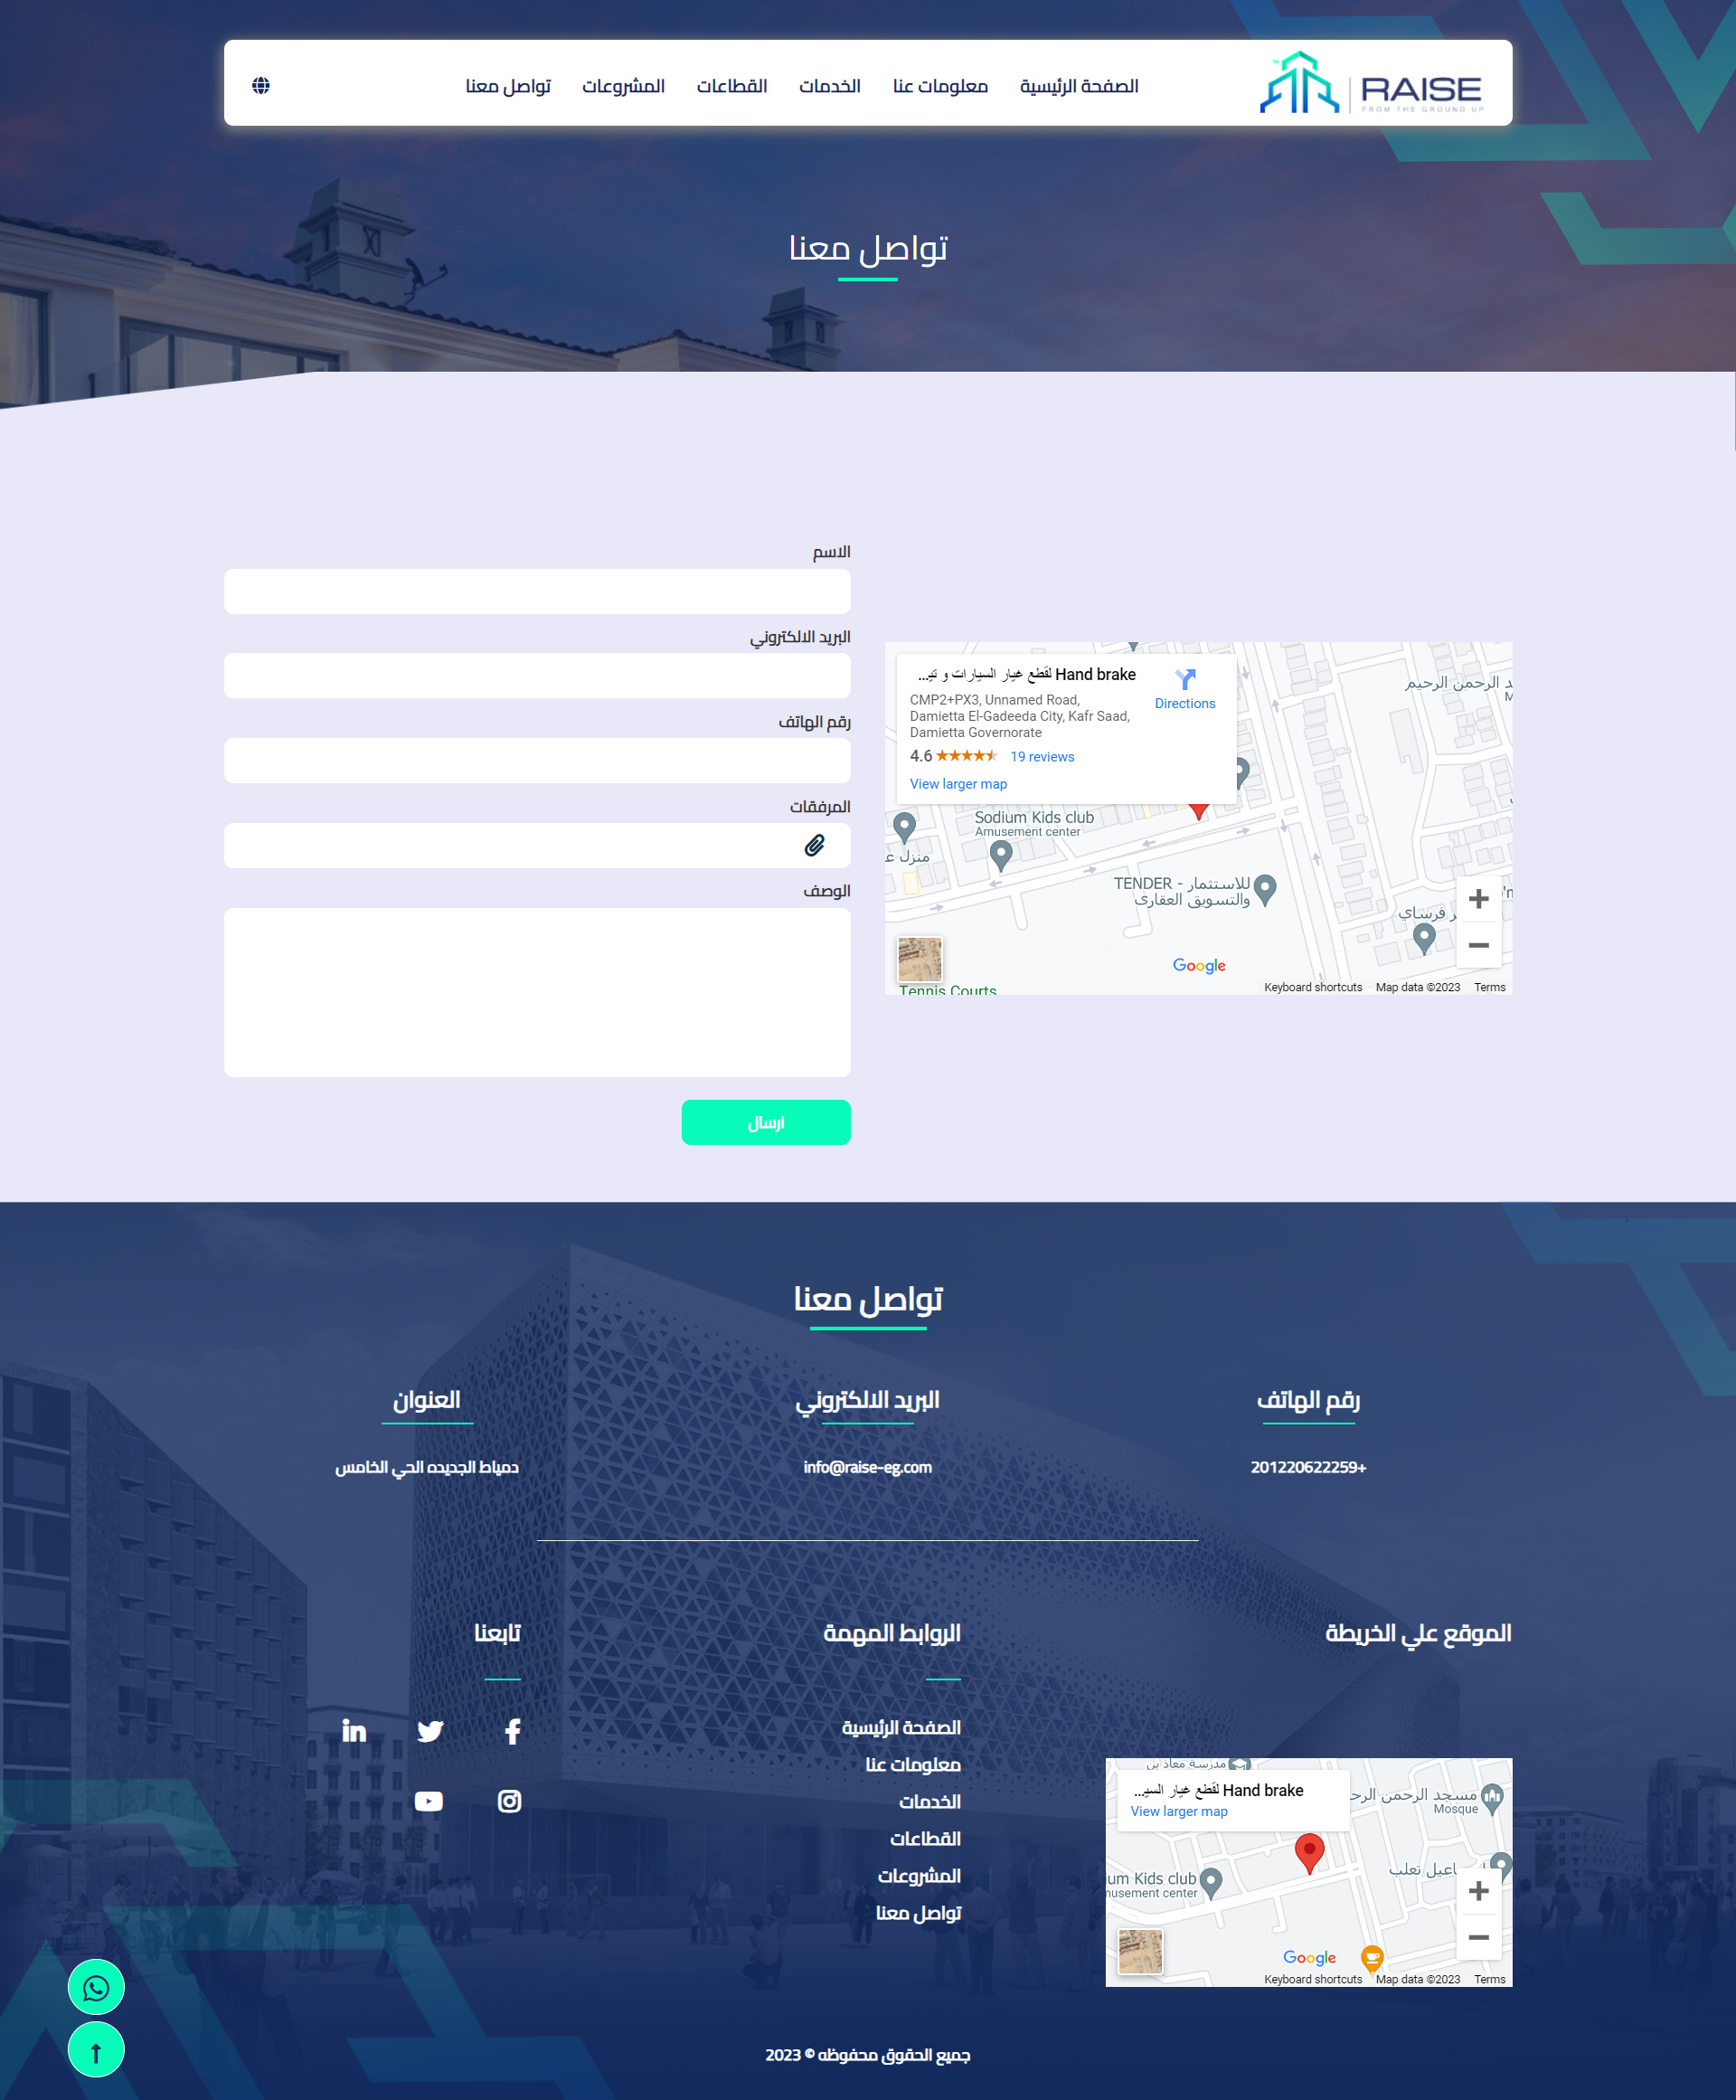 RAISE
FROM THE GROUND UP
الصفحة الرئيسية
معلومات عنا
الخدمات
القطاعات
المشروعات
تواصل معنا
تواصل معنا
الاسم
البريد الالكتروني
رقم الهاتف
المرفقات
الوصف
ارسال
Hand brake لقطع غيار السيارات و تيـ...
CMP2+PX3, Unnamed Road,
Damietta El-Gadeeda City, Kafr Saad,
Damietta Governorate
4.6
19 reviews
View larger map
Directions
د الرحمن الرحيم
Sodium Kids club
Amusement center
منزل ع
TENDER - للاستثمار
والتسويق العقارى
ر فرساي
Google
Tennis Courts
Keyboard shortcuts
Map data ©2023
Terms
تواصل معنا
رقم الهاتف
201220622259+
البريد الالكتروني
info@raise-eg.com
العنوان
دمياط الجديده الحي الخامس
الموقع علي الخريطة
مدرسة معاذ بن
Hand brake لقطع غيار السيـ...
View larger map
مسجد الرحمن الرح
Mosque
ium Kids club
musement center
اعيل تعلب
Google
Keyboard shortcuts
Map data ©2023
Terms
الروابط المهمة
الصفحة الرئيسية
معلومات عنا
الخدمات
القطاعات
المشروعات
تواصل معنا
تابعنا
جميع الحقوق محفوظه © 2023